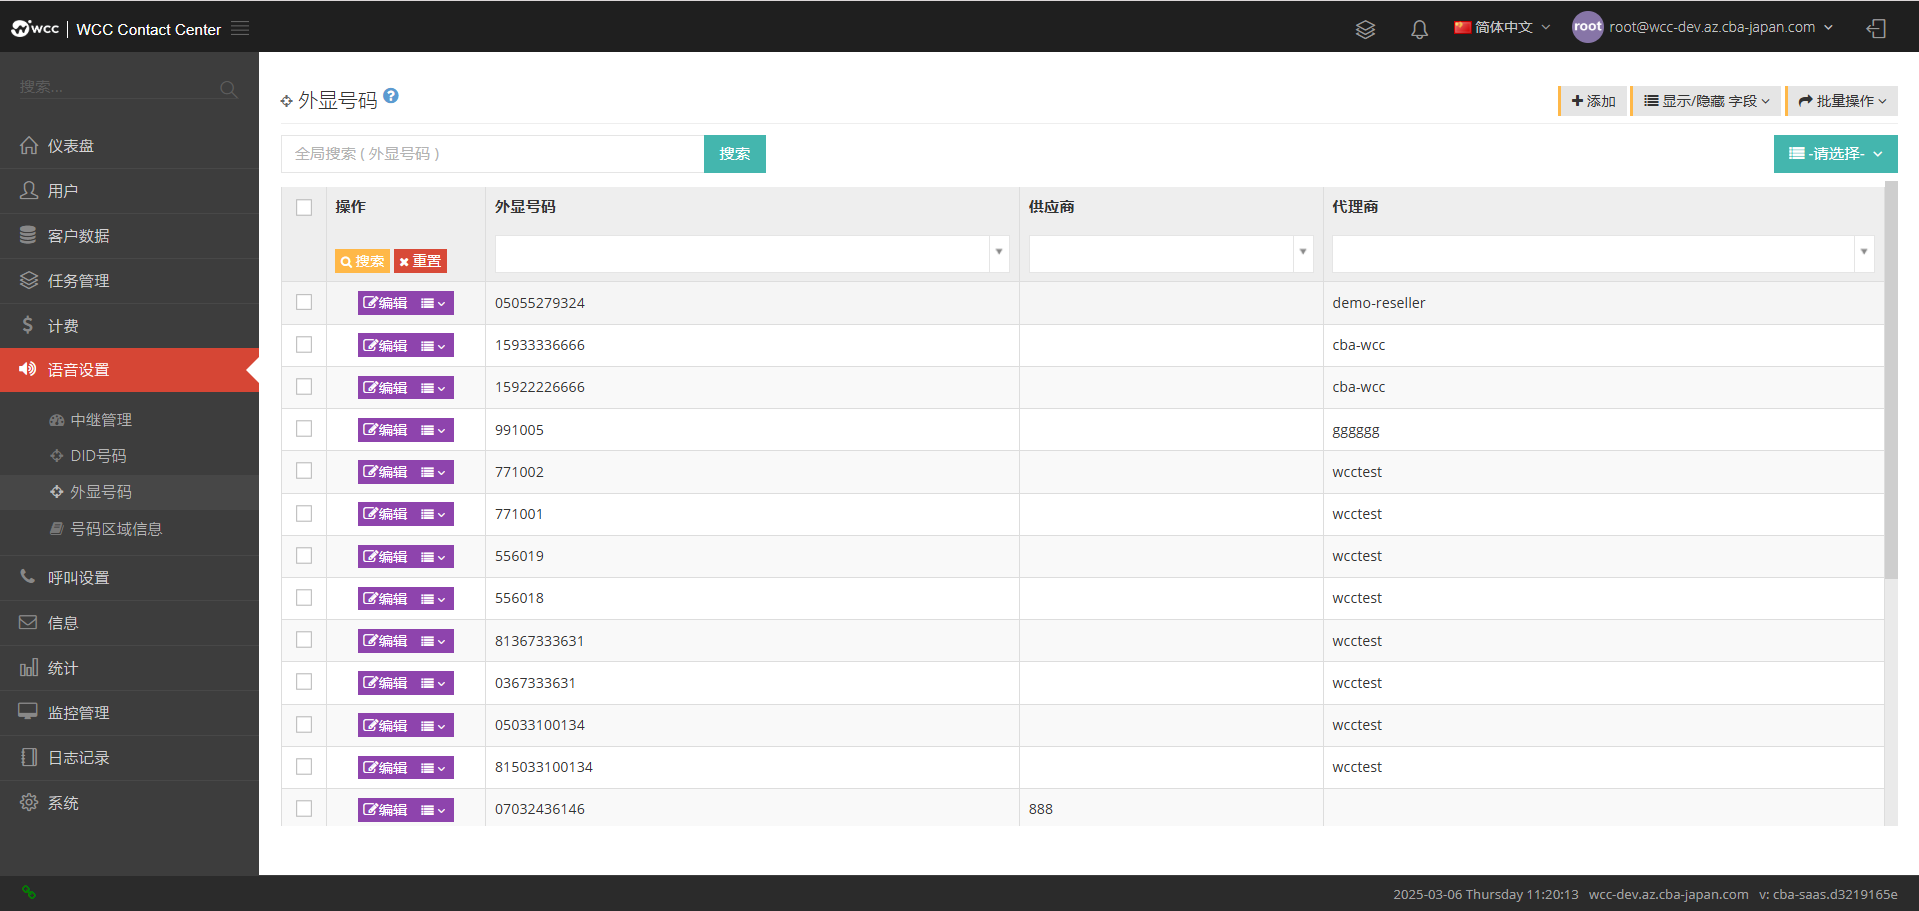 wcc | WCC Contact Center
简体中文
root
root@wcc-dev.az.cba-japan.com
搜索...
仪表盘
用户
客户数据
任务管理
计费
语音设置
中继管理
DID号码
外显号码
号码区域信息
呼叫设置
信息
统计
监控管理
日志记录
系统
外显号码 ?
添加
显示/隐藏 字段
批量操作
全局搜索 ( 外显号码 )
搜索
-请选择-
操作 外显号码 供应商 代理商
搜索 重置
编辑 05055279324 demo-reseller
编辑 15933336666 cba-wcc
编辑 15922226666 cba-wcc
编辑 991005 gggggg
编辑 771002 wcctest
编辑 771001 wcctest
编辑 556019 wcctest
编辑 556018 wcctest
编辑 81367333631 wcctest
编辑 0367333631 wcctest
编辑 05033100134 wcctest
编辑 815033100134 wcctest
编辑 07032436146 888
2025-03-06 Thursday 11:20:13 wcc-dev.az.cba-japan.com v: cba-saas.d3219165e